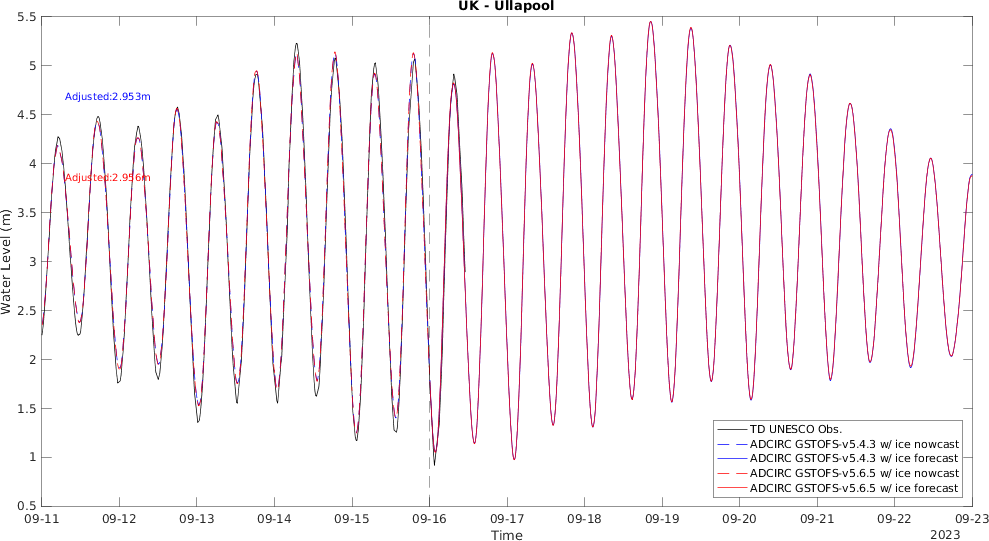 UK - Ullapool
5.5
5
4.5
4
3.5
3
2.5
2
1.5
1
0.5
Water Level (m)
Adjusted:2.953m
Adjusted:2.956m
TD UNESCO Obs.
ADCIRC GSTOFS-v5.4.3 w/ ice nowcast
ADCIRC GSTOFS-v5.4.3 w/ ice forecast
ADCIRC GSTOFS-v5.6.5 w/ ice nowcast
ADCIRC GSTOFS-v5.6.5 w/ ice forecast
09-11 09-12 09-13 09-14 09-15 09-16 09-17 09-18 09-19 09-20 09-21 09-22 09-23
Time
2023